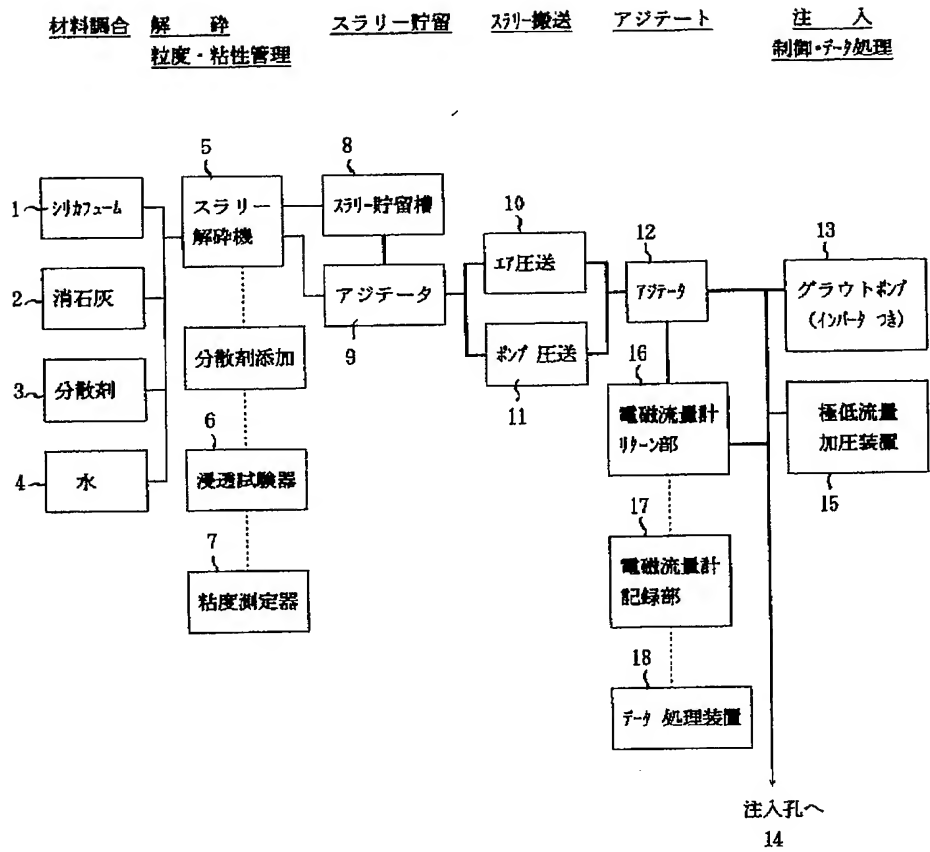 材料調合
解 砕
粒度・粘性管理
スラリー貯留
スラリー搬送
アジテート
注 入
制御・データ処理
1
シリカフューム
2
消石灰
3
分散剤
4
水
5
スラリー
解砕機
分散剤添加
6
浸透試験器
7
粘度測定器
8
スラリー貯留槽
アジテータ
9
10
エア圧送
ポンプ 圧送
11
12
アジテータ
16
電磁流量計
リターン部
17
電磁流量計
記録部
18
データ 処理装置
13
グラウトポンプ
(インバータ つき)
極低流量
加圧装置
15
注入孔へ
14